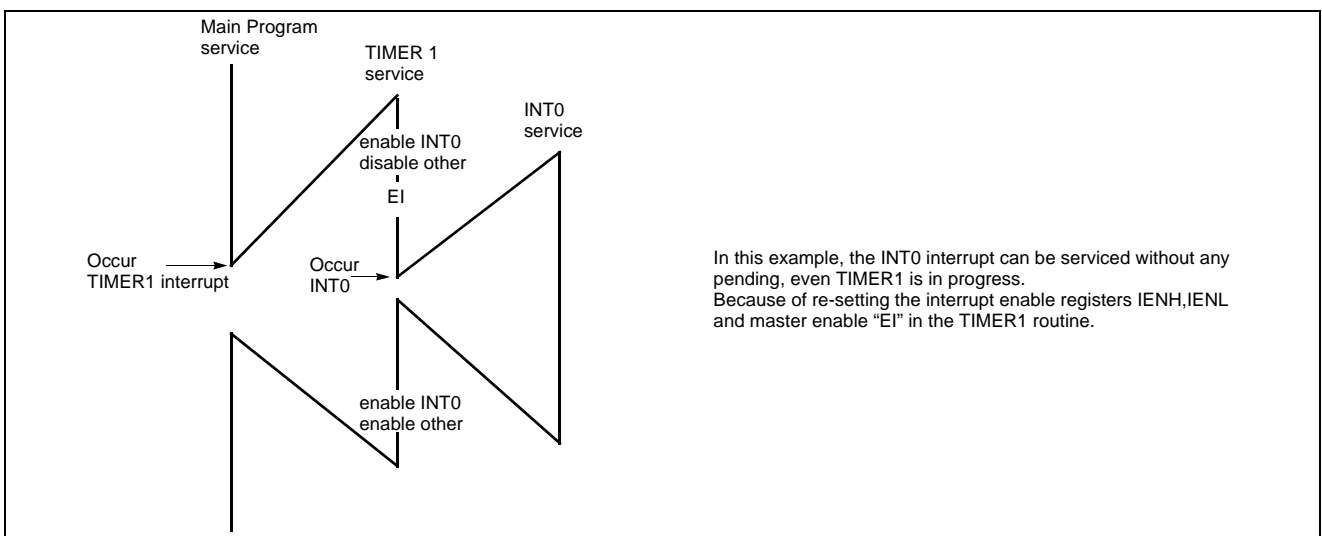 Main Program
service
TIMER 1
service
INT0
service
enable INT0
disable other
EI
Occur
TIMER1 interrupt
Occur
INT0
In this example, the INT0 interrupt can be serviced without any
pending, even TIMER1 is in progress.
Because of re-setting the interrupt enable registers IENH,IENL
and master enable “EI” in the TIMER1 routine.
enable INT0
enable other